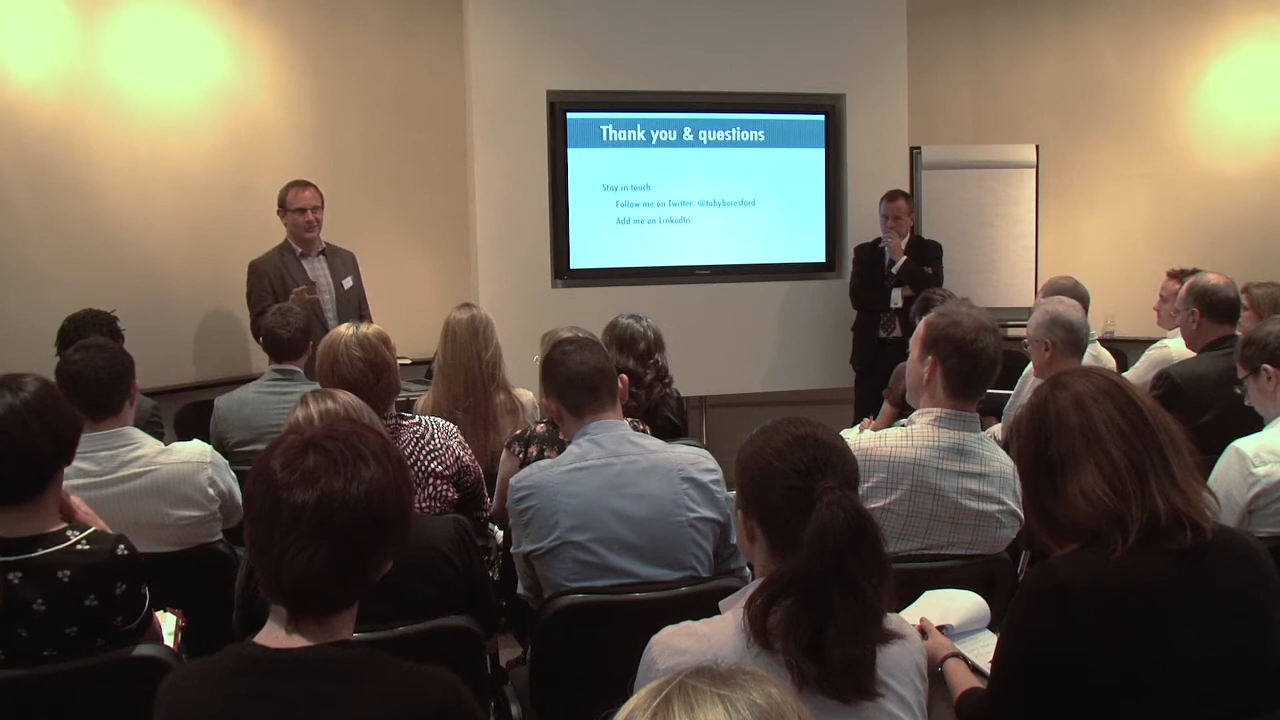 Thank you & questions
Stay in touch
Follow me on Twitter, @tobyberesford
Add me on LinkedIn